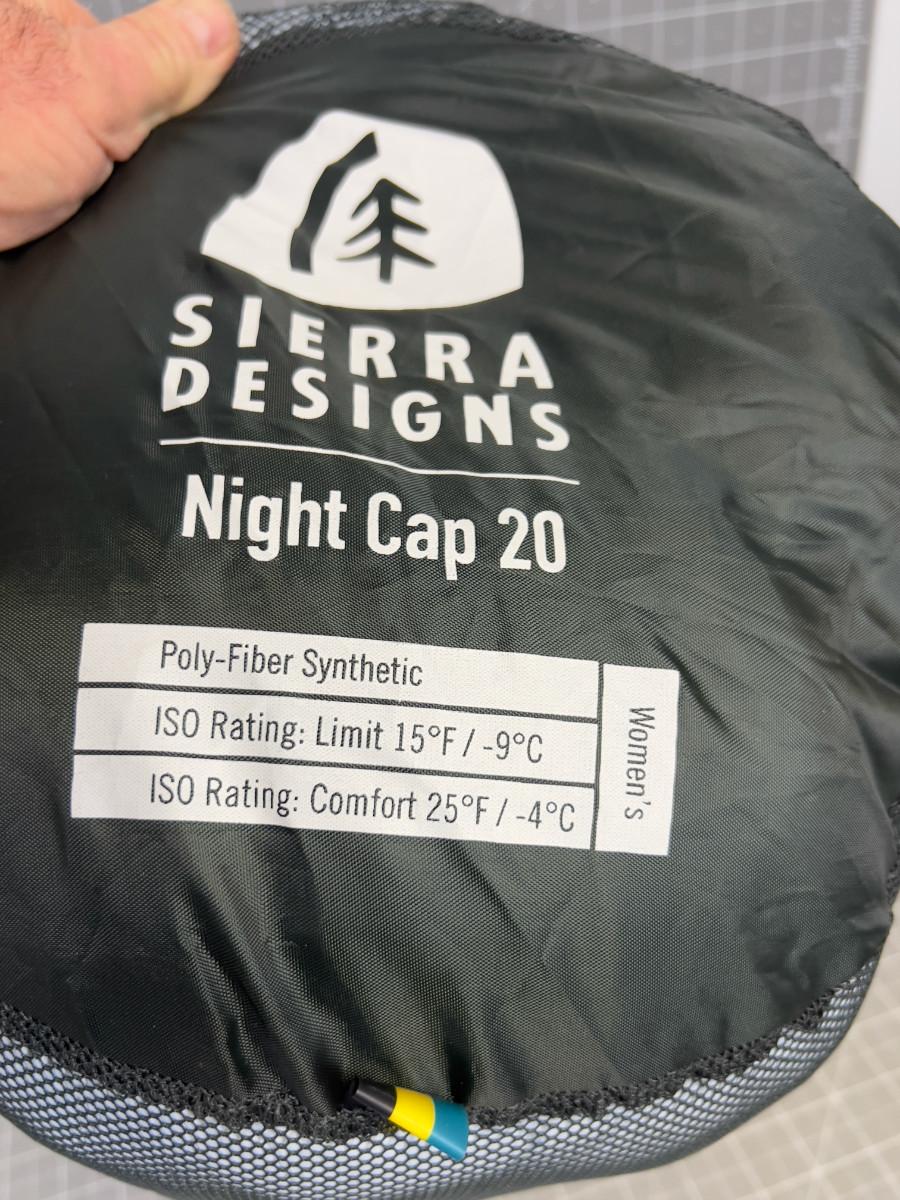 SIERRA
DESIGNS
Night Cap 20
Poly-Fiber Synthetic
ISO Rating: Limit 15°F / -9°C
ISO Rating: Comfort 25°F / -4°C
Women's